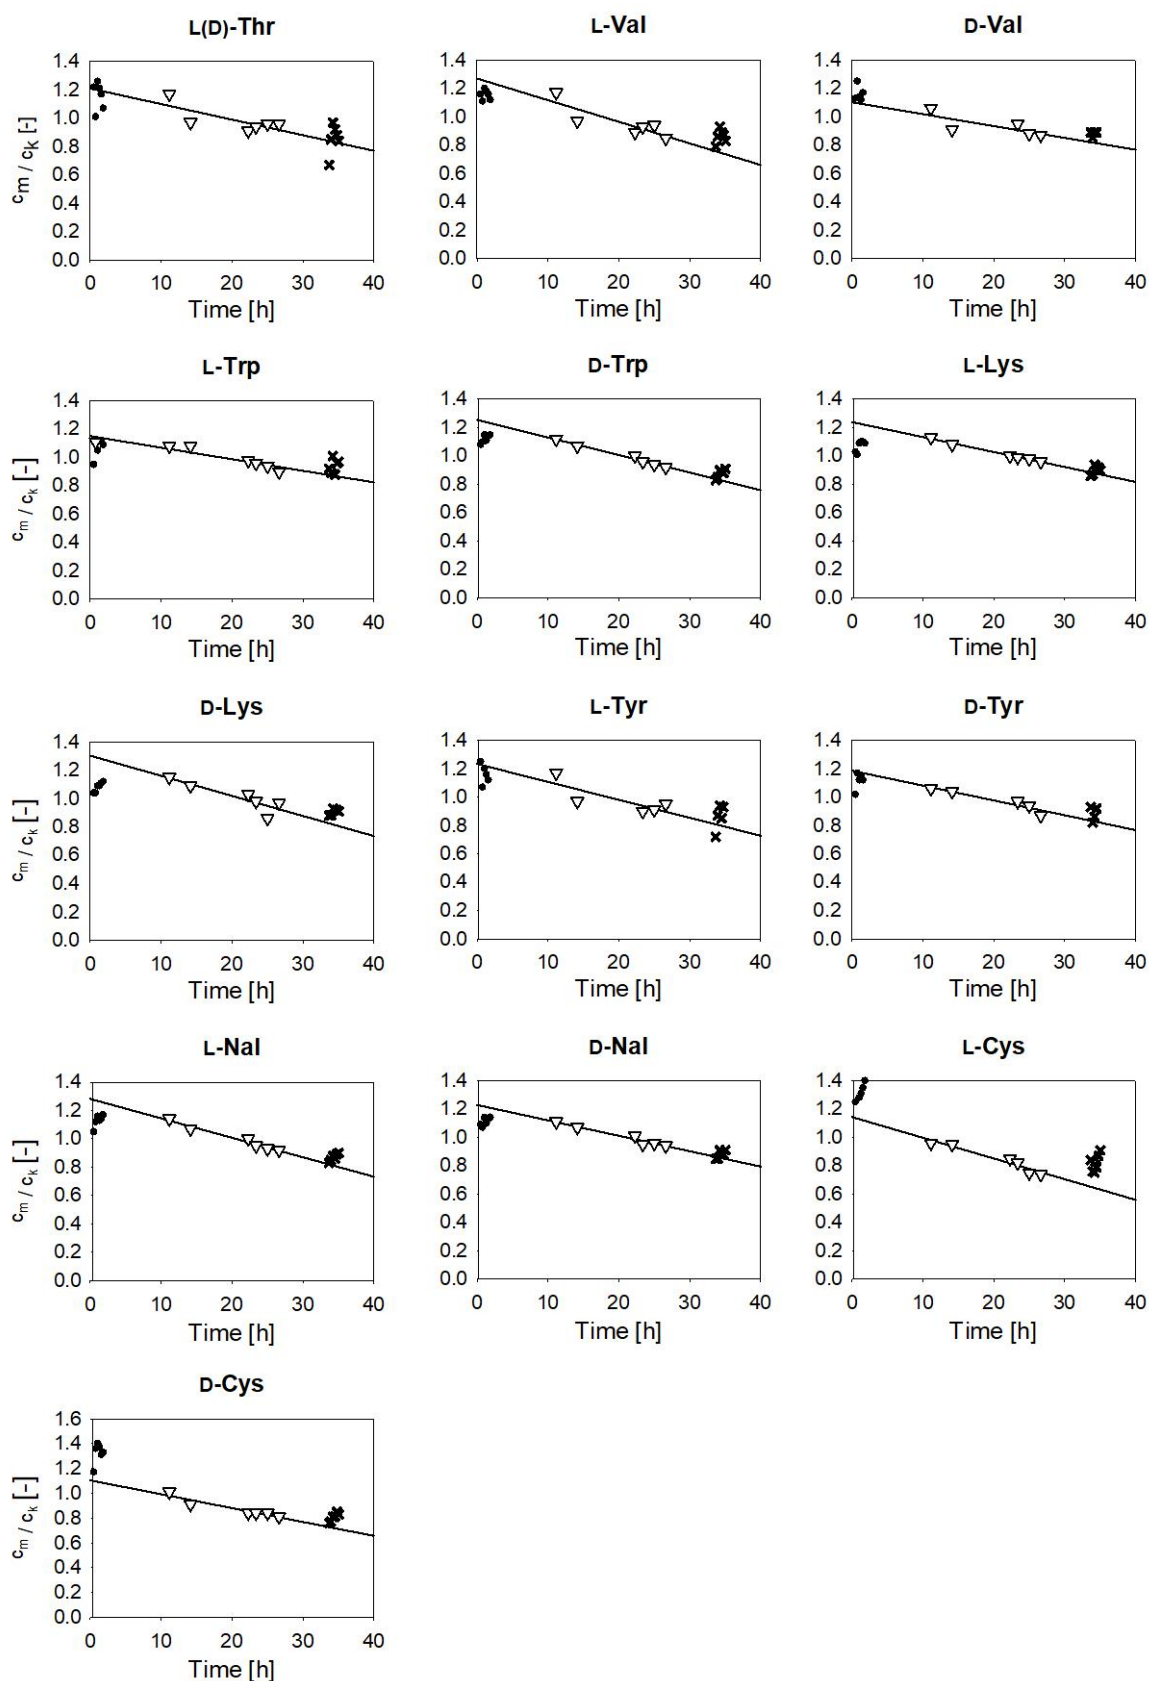 L(D)-Thr L-Val D-Val
1.4 1.4 1.4
1.2 1.2 1.2
1.0 1.0 1.0
0.8 0.8 0.8
0.6 0.6 0.6
0.4 0.4 0.4
0.2 0.2 0.2
0.0 0.0 0.0
cm / ck [-]
0 10 20 30 40 0 10 20 30 40 0 10 20 30 40
Time [h] Time [h] Time [h]
L-Trp D-Trp L-Lys
1.4 1.4 1.4
1.2 1.2 1.2
1.0 1.0 1.0
0.8 0.8 0.8
0.6 0.6 0.6
0.4 0.4 0.4
0.2 0.2 0.2
0.0 0.0 0.0
cm / ck [-]
0 10 20 30 40 0 10 20 30 40 0 10 20 30 40
Time [h] Time [h] Time [h]
D-Lys L-Tyr D-Tyr
1.4 1.4 1.4
1.2 1.2 1.2
1.0 1.0 1.0
0.8 0.8 0.8
0.6 0.6 0.6
0.4 0.4 0.4
0.2 0.2 0.2
0.0 0.0 0.0
cm / ck [-]
0 10 20 30 40 0 10 20 30 40 0 10 20 30 40
Time [h] Time [h] Time [h]
L-Nal D-Nal L-Cys
1.4 1.4 1.4
1.2 1.2 1.2
1.0 1.0 1.0
0.8 0.8 0.8
0.6 0.6 0.6
0.4 0.4 0.4
0.2 0.2 0.2
0.0 0.0 0.0
cm / ck [-]
0 10 20 30 40 0 10 20 30 40 0 10 20 30 40
Time [h] Time [h] Time [h]
D-Cys
1.6
1.4
1.2
1.0
0.8
0.6
0.4
0.2
0.0
cm / ck [-]
0 10 20 30 40
Time [h]